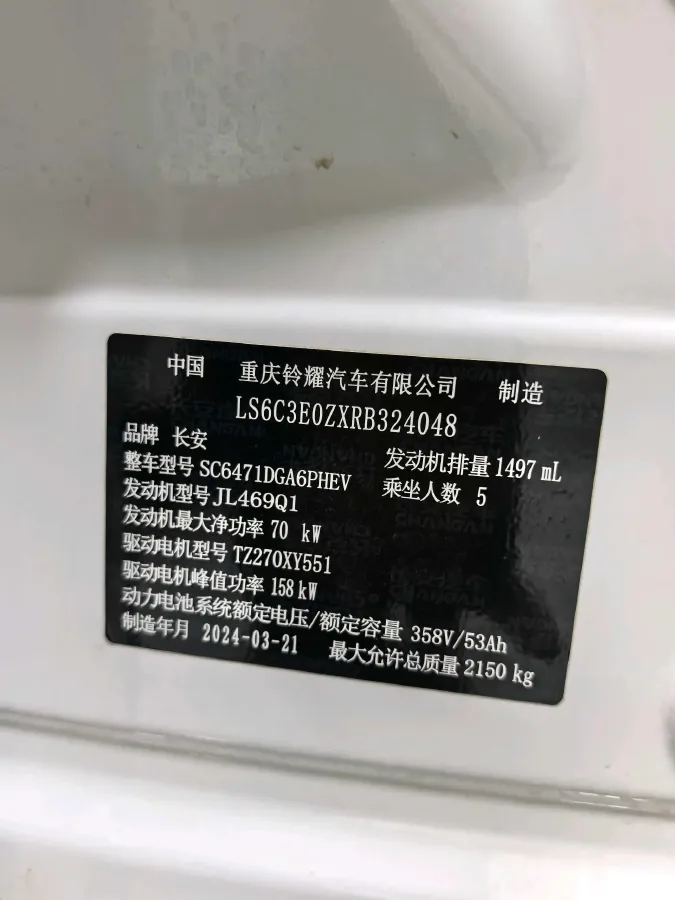 中国 重庆铃耀汽车有限公司 制造
LS6C3E0ZXRB324048
品牌 长安
发动机排量 1497 mL
整车型号 SC6471DGA6PHEV
乘坐人数 5
发动机型号 JL469Q1
发动机最大净功率 70 kW
驱动电机型号 TZ270XY551
驱动电机峰值功率 158 kW
动力电池系统额定电压/额定容量 358V/53Ah
制造年月 2024-03-21 最大允许总质量 2150 kg